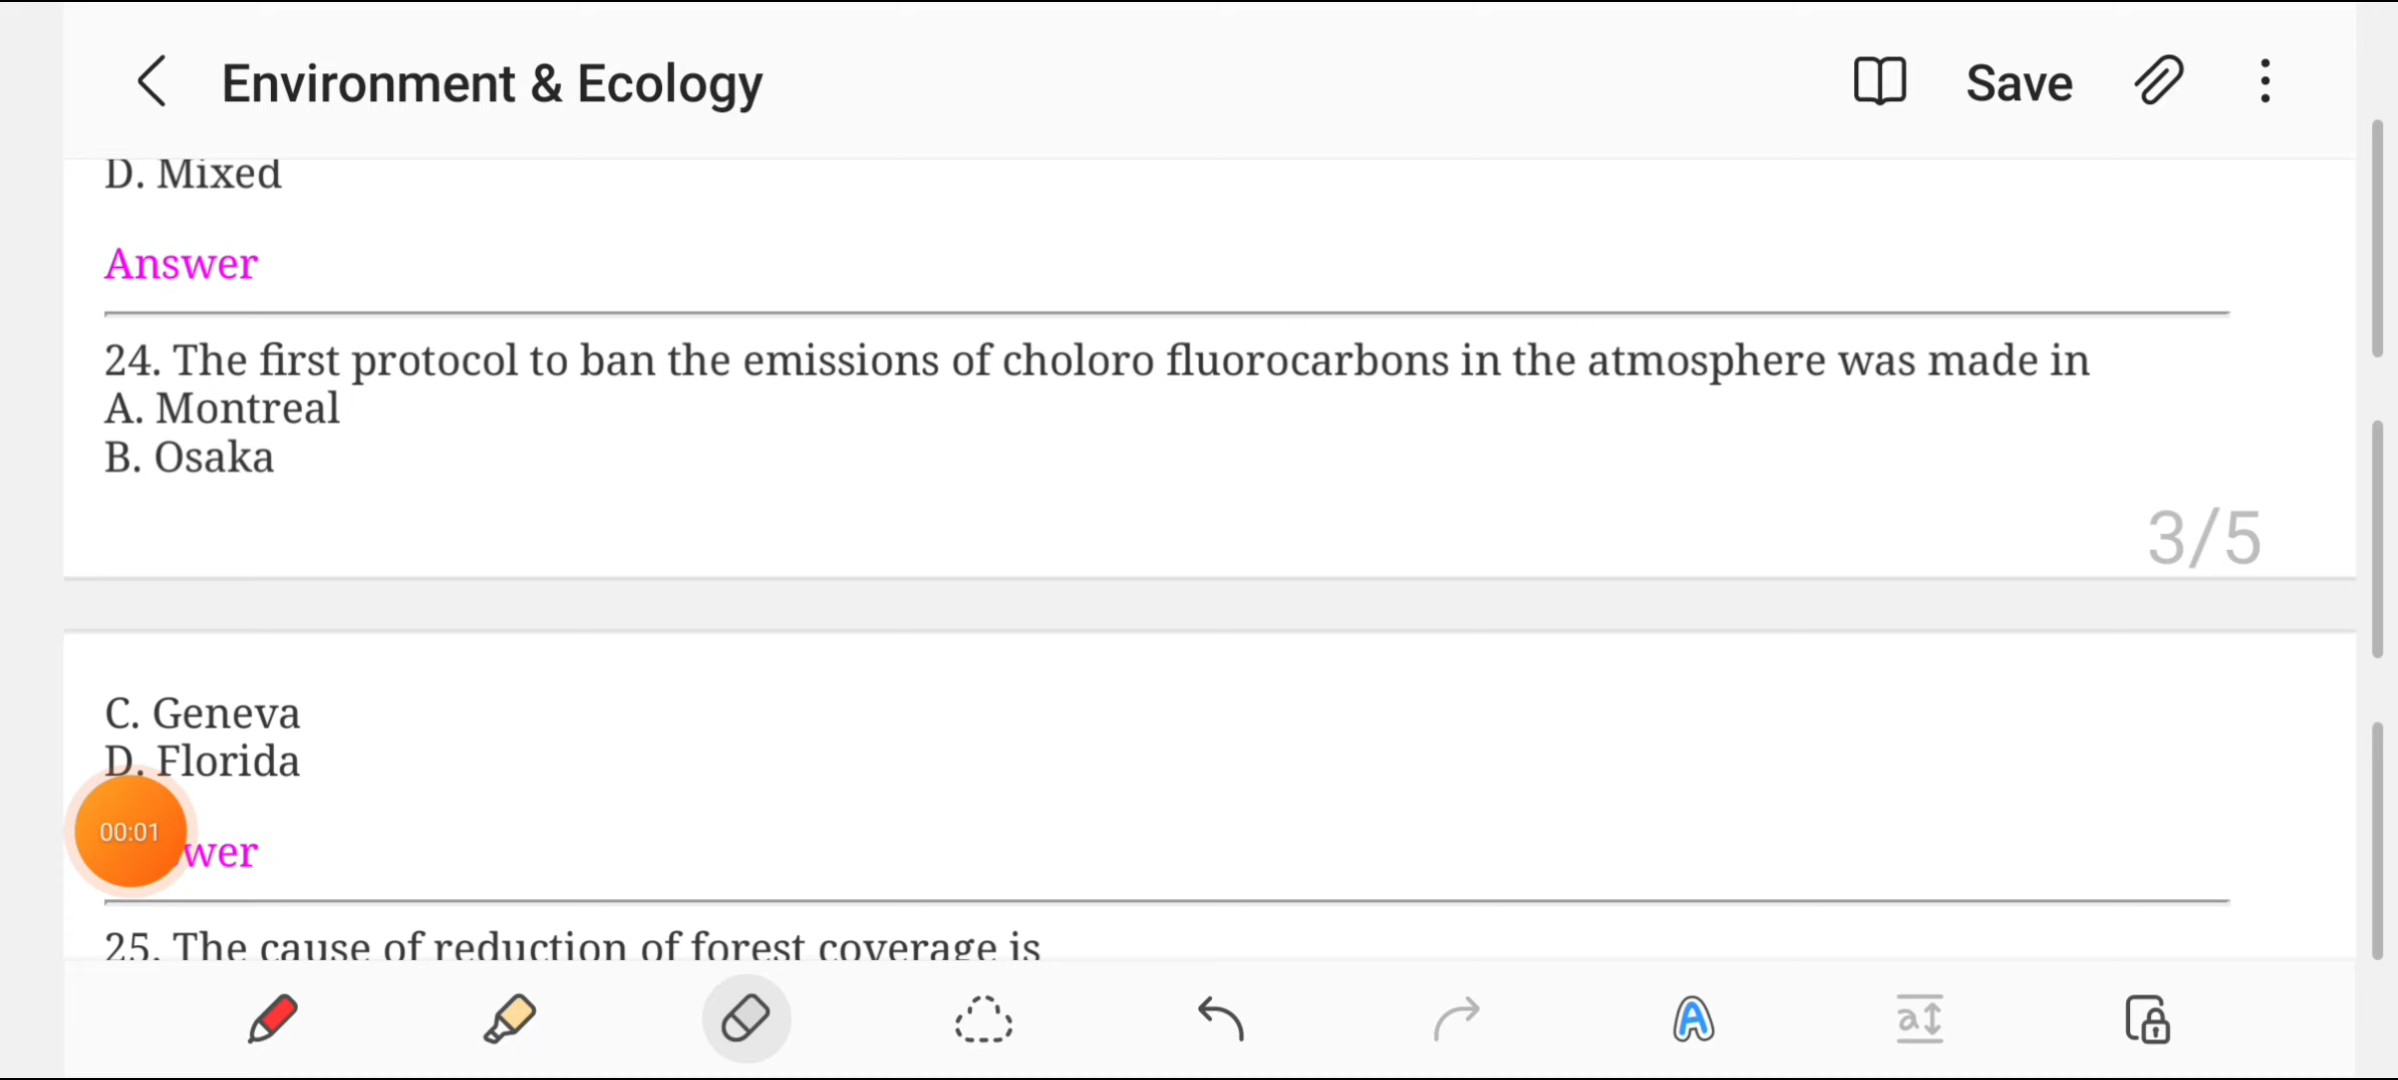 Environment & Ecology
Save
D. Mixed
Answer
24. The first protocol to ban the emissions of choloro fluorocarbons in the atmosphere was made in
A. Montreal
B. Osaka
3/5
C. Geneva
D. Florida
00:01
wer
25. The cause of reduction of forest coverage is